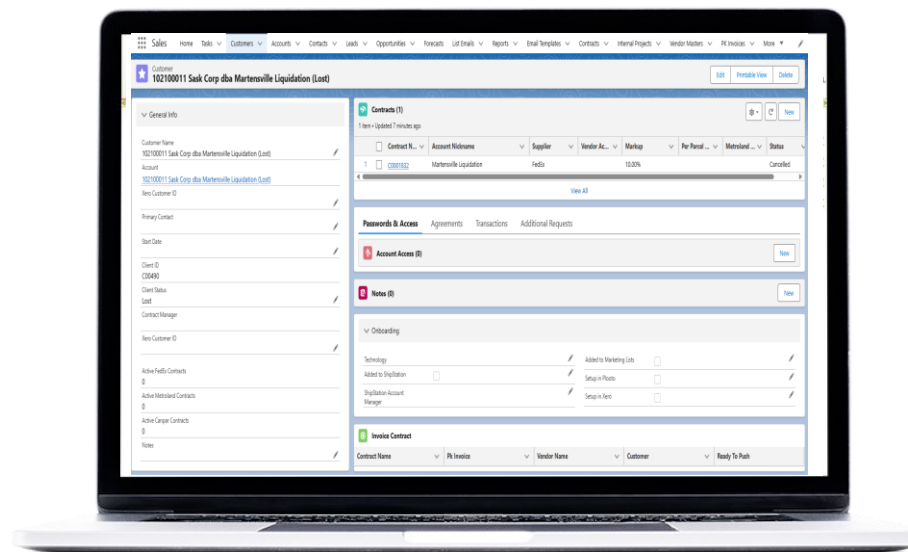 Sales Home Tasks Customers Accounts Contacts Leads Opportunities Forecasts List Emails Reports Email Templates Contracts Internal Projects Vendor Masters PK Invoices More
Customer
102100011 Sask Corp dba Martensville Liquidation (Lost)
Edit Printable View Delete
General Info
Customer Name
102100011 Sask Corp dba Martensville Liquidation (Lost)
Account
102100011 Sask Corp dba Martensville Liquidation (Lost)
Xero Customer ID
Primary Contact
Start Date
Client ID
C00490
Client Status
Lost
Contract Manager
Xero Customer ID
Active FedEx Contracts
0
Active Metroland Contracts
0
Active Canpar Contracts
0
Notes
Contracts (1)
New
1 item • Updated 7 minutes ago
Contract N... Account Nickname Supplier Vendor Ac... Markup Per Parcel ... Metroland ... Status
1 C0001832 Martensville Liquidation FedEx 10.00% Cancelled
View All
Passwords & Access Agreements Transactions Additional Requests
Account Access (0)
New
Notes (0)
New
Onboarding
Technology
Added to Marketing Lists
Added to ShipStation
Setup in Plooto
ShipStation Account Manager
Setup in Xero
Invoice Contract
Contract Name Pk Invoice Vendor Name Customer Ready To Push